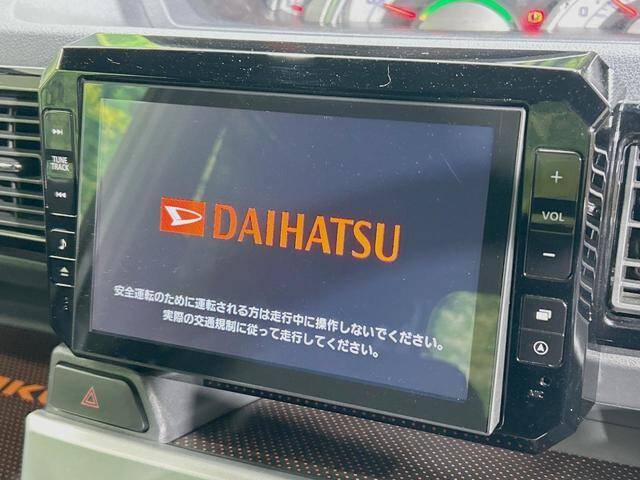 TUNE
TRACK
DAIHATSU
安全運転のために運転される方は走行中に操作しないでください。
実際の交通規制に従って走行してください。
+
VOL
-
MIC